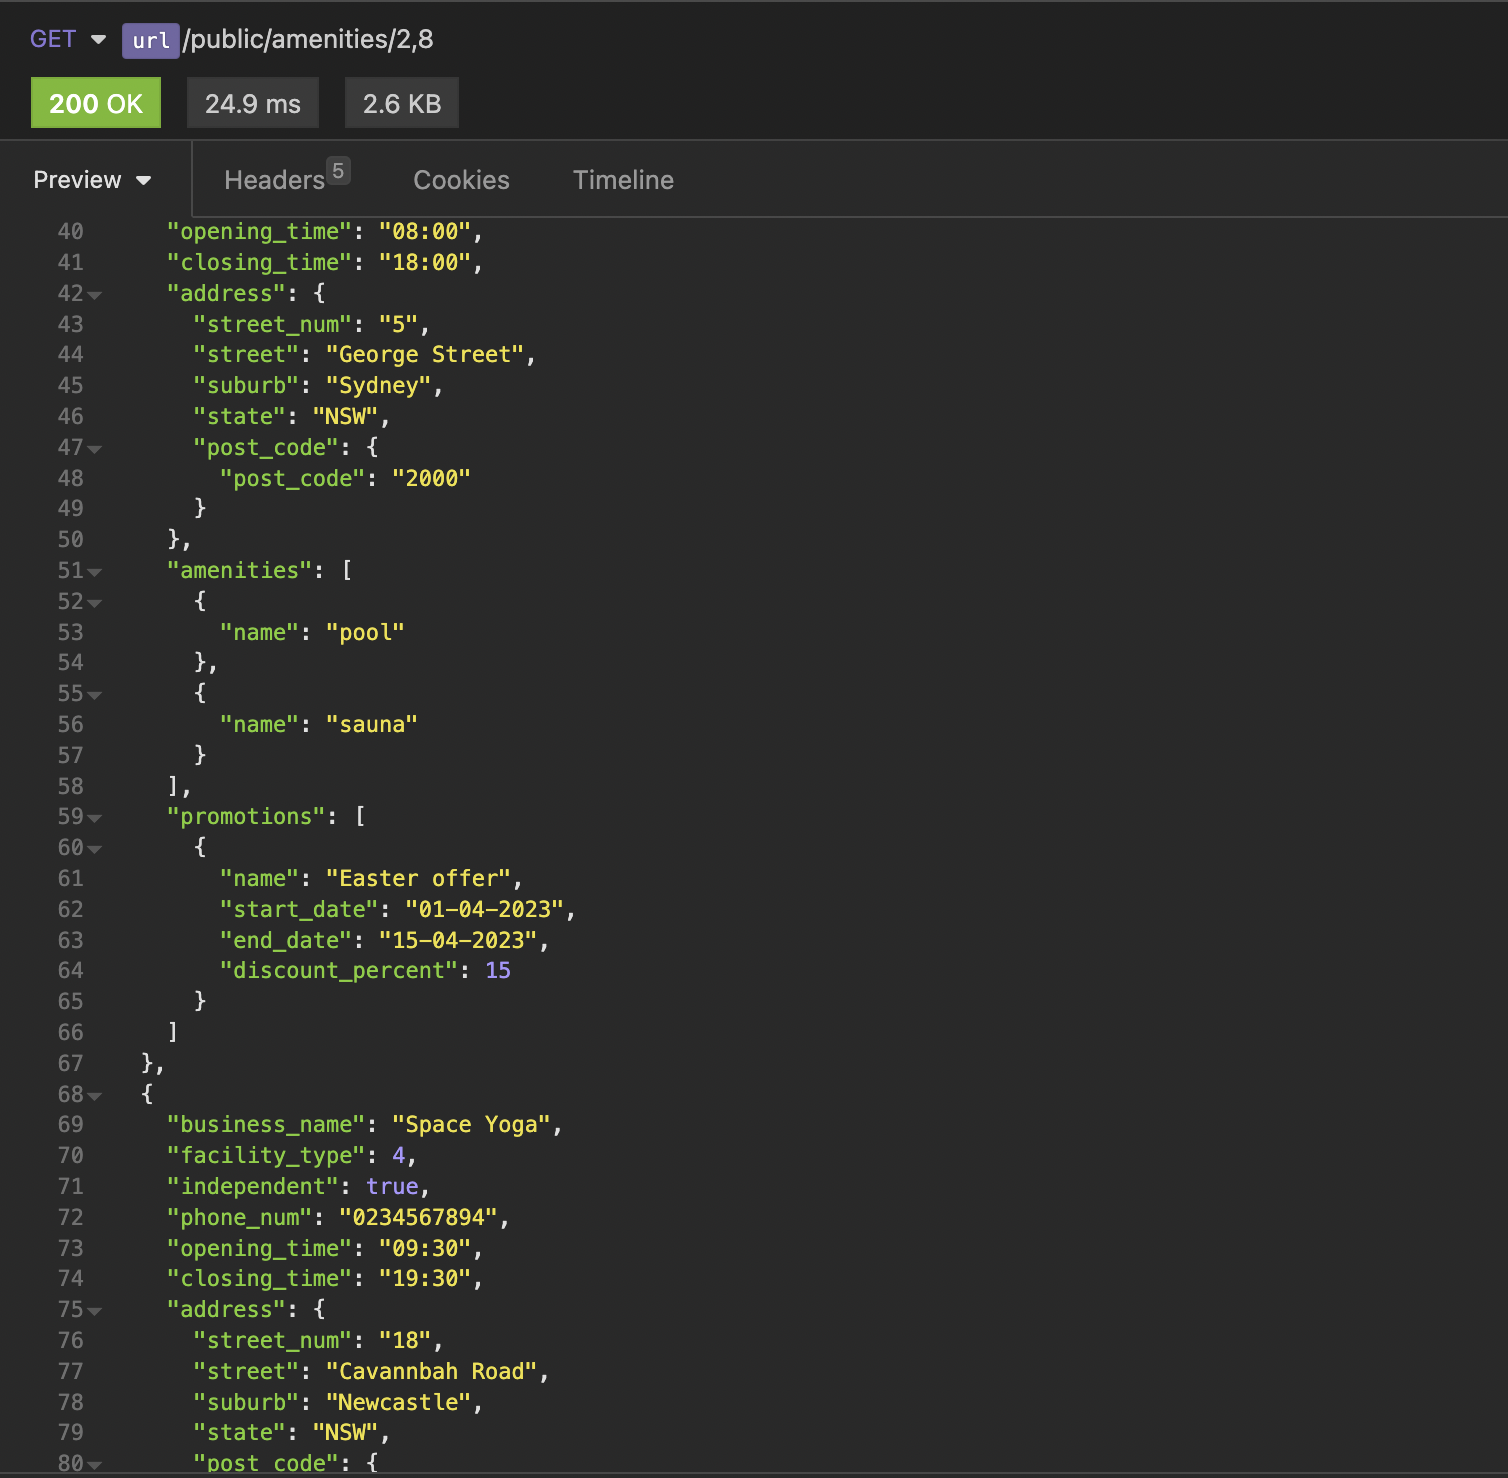 GET url/public/amenities/2,8
200 OK 24.9 ms 2.6 KB
Preview Headers 5 Cookies Timeline
40 "opening_time": "08:00",
41 "closing_time": "18:00",
42 "address": {
43 "street_num": "5",
44 "street": "George Street",
45 "suburb": "Sydney",
46 "state": "NSW",
47 "post_code": {
48 "post_code": "2000"
49 }
50 },
51 "amenities": [
52 {
53 "name": "pool"
54 },
55 {
56 "name": "sauna"
57 }
58 ],
59 "promotions": [
60 {
61 "name": "Easter offer",
62 "start_date": "01-04-2023",
63 "end_date": "15-04-2023",
64 "discount_percent": 15
65 }
66 ]
67 },
68 {
69 "business_name": "Space Yoga",
70 "facility_type": 4,
71 "independent": true,
72 "phone_num": "0234567894",
73 "opening_time": "09:30",
74 "closing_time": "19:30",
75 "address": {
76 "street_num": "18",
77 "street": "Cavannbah Road",
78 "suburb": "Newcastle",
79 "state": "NSW",
80 "post_code": {